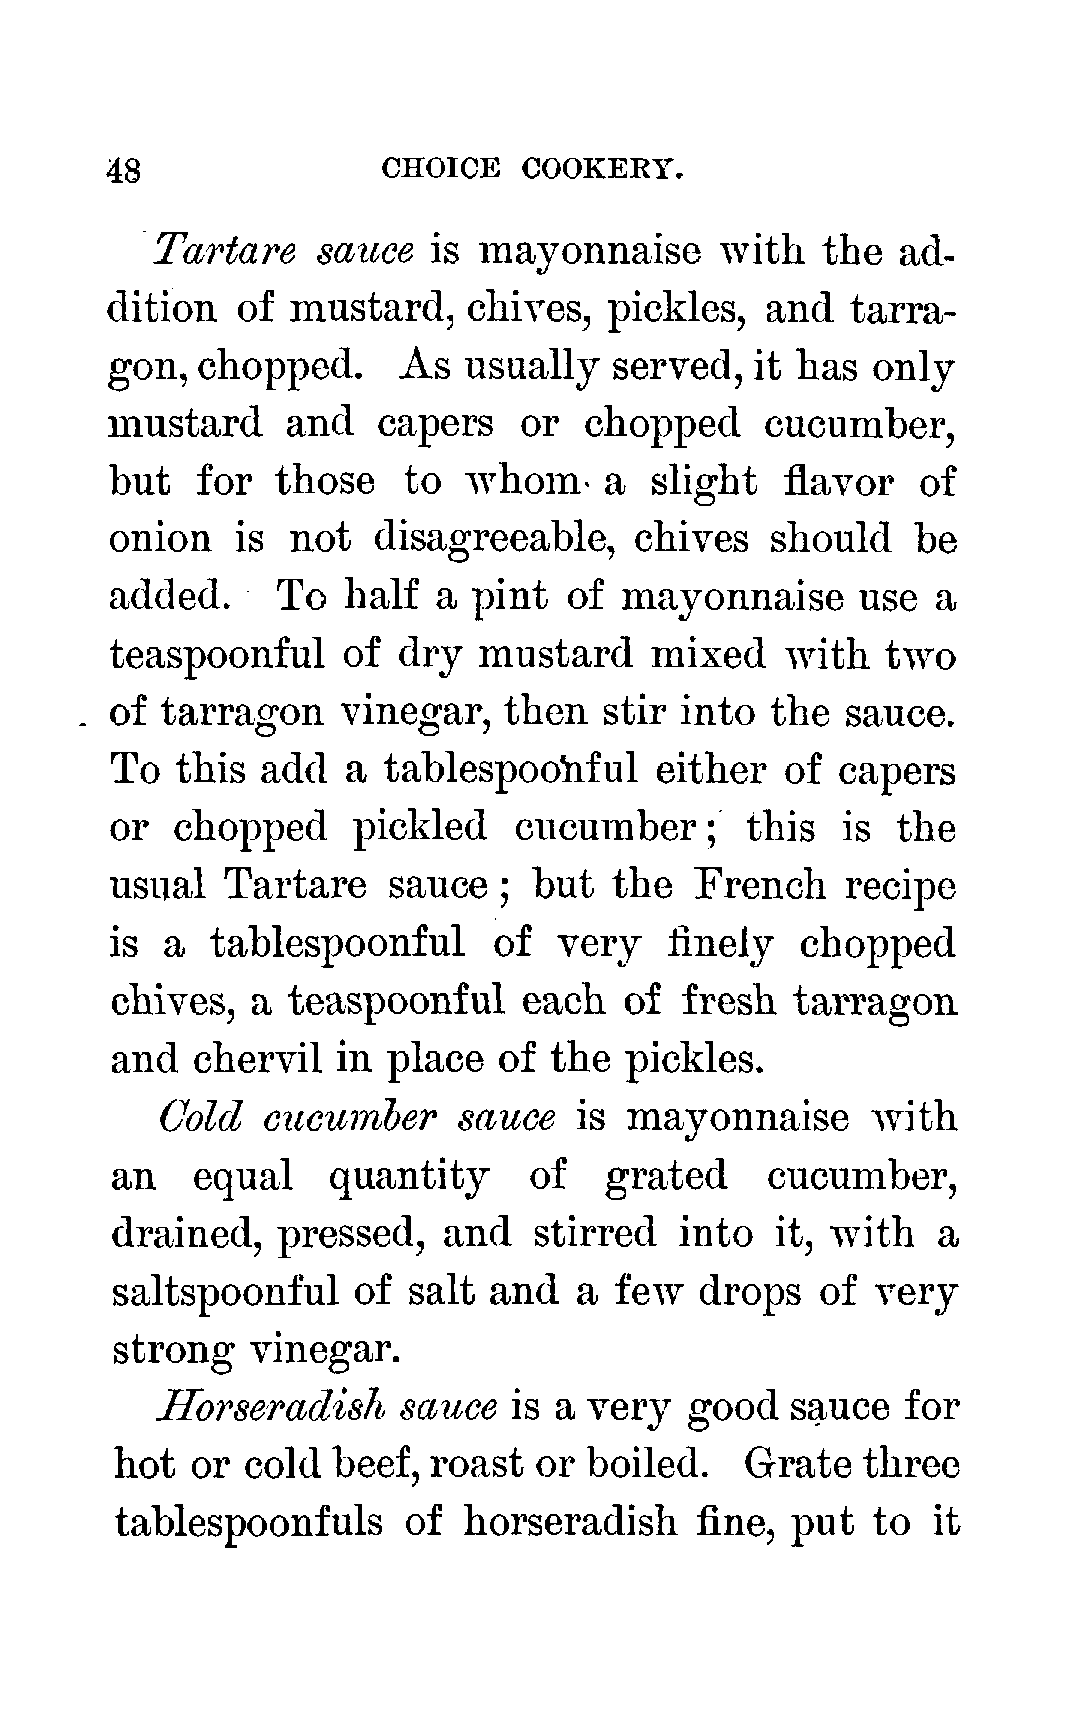 48 CHOICE COOKERY.
Tartare sauce is mayonnaise with the ad-
dition of mustard, chives, pickles, and tarra-
gon, chopped. As usually served, it has only
mustard and capers or chopped cucumber,
but for those to whom a slight flavor of
onion is not disagreeable, chives should be
added. To half a pint of mayonnaise use a
teaspoonful of dry mustard mixed with two
of tarragon vinegar, then stir into the sauce.
To this add a tablespoonful either of capers
or chopped pickled cucumber; this is the
usual Tartare sauce; but the French recipe
is a tablespoonful of very finely chopped
chives, a teaspoonful each of fresh tarragon
and chervil in place of the pickles.
Cold cucumber sauce is mayonnaise with
an equal quantity of grated cucumber,
drained, pressed, and stirred into it, with a
saltspoonful of salt and a few drops of very
strong vinegar.
Horseradish sauce is a very good sauce for
hot or cold beef, roast or boiled. Grate three
tablespoonfuls of horseradish fine, put to it